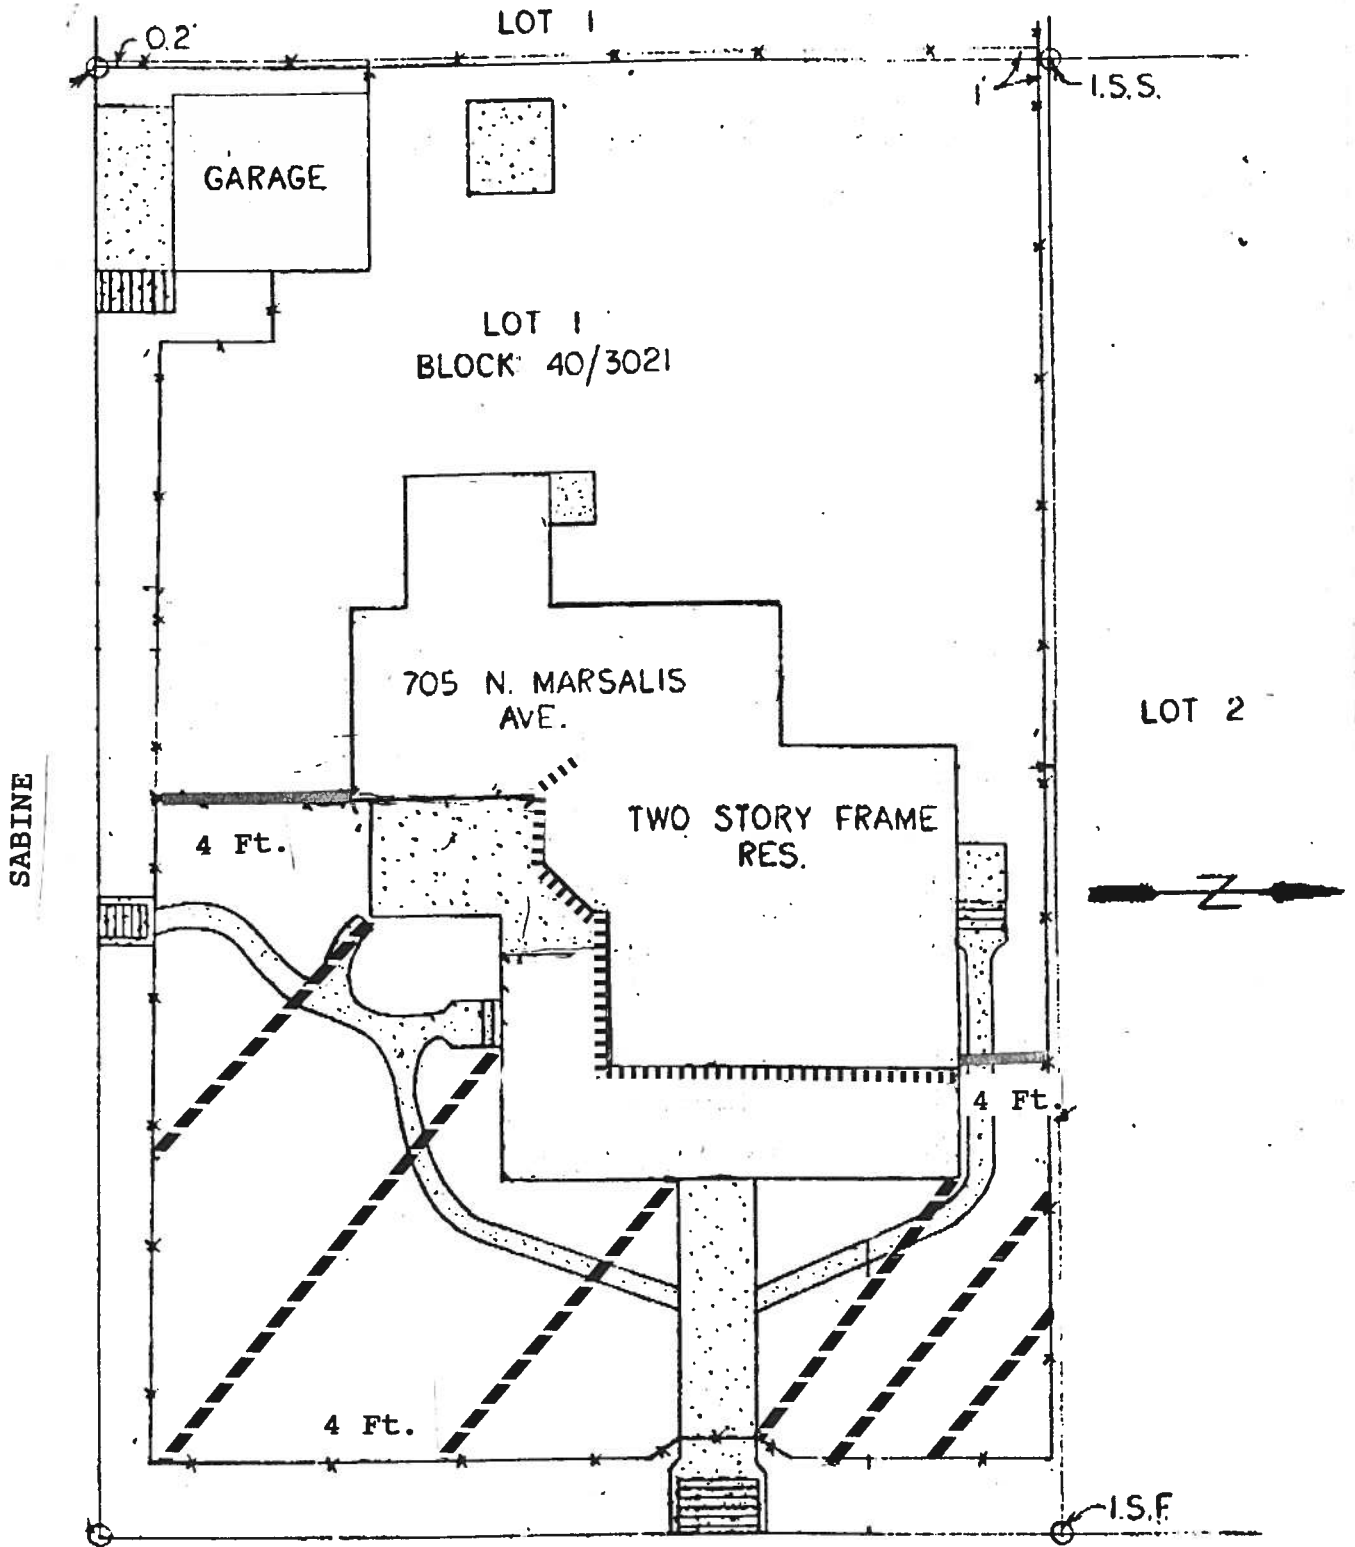 LOT 1
0.2'
1'
I.S.S.
GARAGE
LOT 1
BLOCK 40/3021
705 N. MARSALIS
AVE.
LOT 2
SABINE
TWO STORY FRAME
RES.
4 Ft.
Z
4 Ft.
4 Ft.
I.S.F.